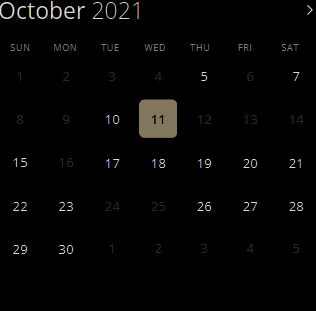 October 2021
SUN MON TUE WED THU FRI SAT
1 2 3 4 5 6 7
8 9 10 11 12 13 14
15 16 17 18 19 20 21
22 23 24 25 26 27 28
29 30 1 2 3 4 5